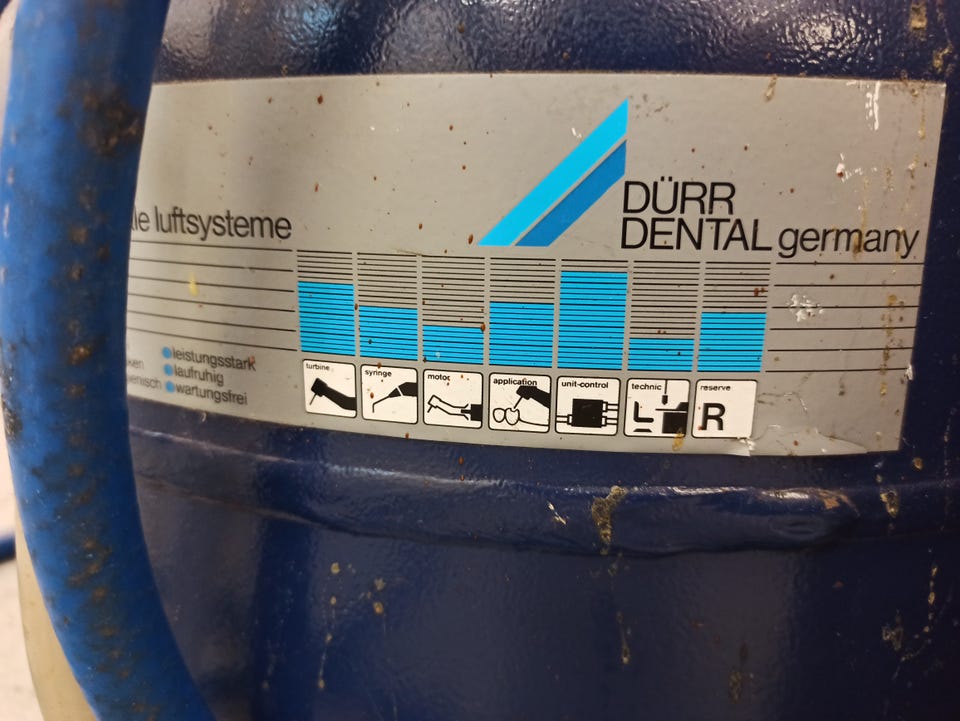 DÜRR
DENTAL germany
le luftsysteme
leistungsstark
laufruhig
wartungsfrei
turbine syringe motor application unit-control technic reserve
R